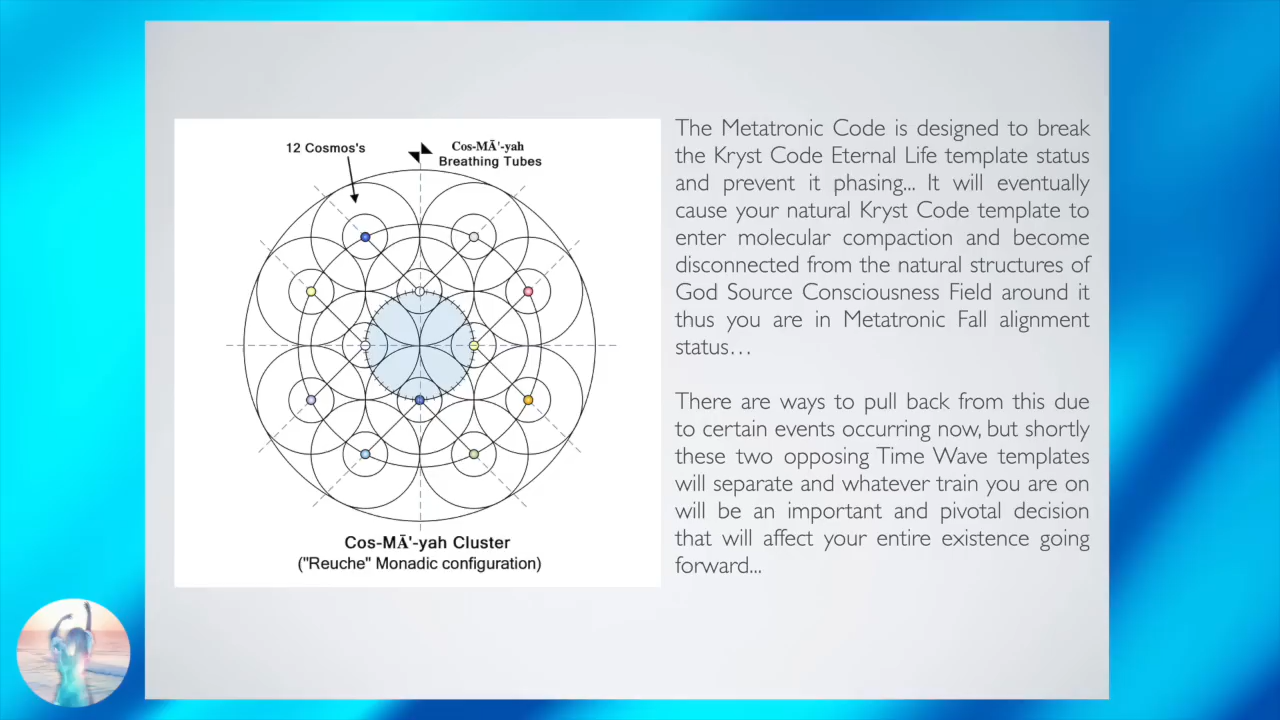 12 Cosmos's
Cos-MĀ'-yah
Breathing Tubes
Cos-MĀ'-yah Cluster
("Reuche" Monadic configuration)
The Metatronic Code is designed to break
the Kryst Code Eternal Life template status
and prevent it phasing... It will eventually
cause your natural Kryst Code template to
enter molecular compaction and become
disconnected from the natural structures of
God Source Consciousness Field around it
thus you are in Metatronic Fall alignment
status…
There are ways to pull back from this due
to certain events occurring now, but shortly
these two opposing Time Wave templates
will separate and whatever train you are on
will be an important and pivotal decision
that will affect your entire existence going
forward...